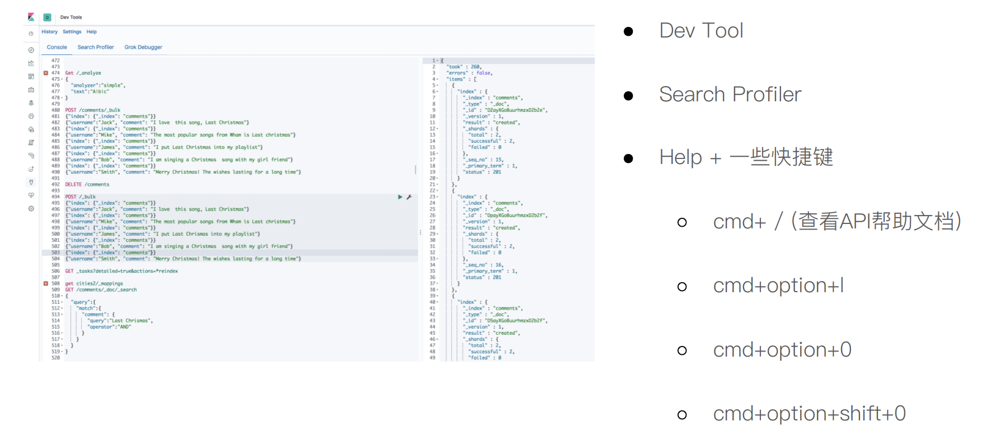 D
Dev Tools
History Settings Help
Console Search Profiler Grok Debugger
472
473
474 Get /_analyze
475 {
476 "analyzer":"simple",
477 "text":"A|b|c"
478 }
479
480 POST /comments/_bulk
481 {"index": {"_index": "comments"}}
482 {"username":"Jack", "comment": "I love  this song, Last Christmas"}
483 {"index": {"_index": "comments"}}
484 {"username":"Mike", "comment": "The most popular songs from Wham is Last christmas"}
485 {"index": {"_index": "comments"}}
486 {"username":"James", "comment": "I put Last Christmas into my playlist"}
487 {"index": {"_index": "comments"}}
488 {"username":"Bob", "comment": "I am singing a Christmas  song with my girl friend"}
489 {"index": {"_index": "comments"}}
490 {"username":"Smith", "comment": "Merry Christmas! The wishes lasting for a long time"}
491
492 DELETE /comments
493
494 POST /_bulk
495 {"index": {"_index": "comments"}}
496 {"username":"Jack", "comment": "I love  this song, Last Christmas"}
497 {"index": {"_index": "comments"}}
498 {"username":"Mike", "comment": "The most popular songs from Wham is Last christmas"}
499 {"index": {"_index": "comments"}}
500 {"username":"James", "comment": "I put Last Chrismas into my playlist"}
501 {"index": {"_index": "comments"}}
502 {"username":"Bob", "comment": "I am singing a Christmas  song with my girl friend"}
503 {"index": {"_index": "comments"}}
504 {"username":"Smith", "comment": "Merry Christmas! The wishes lasting for a long time"}
505
506 GET _tasks?detailed=true&actions=*reindex
507
508 get cities2/_mappings
509 GET /comments/_doc/_search
510 {
511 "query":{
512 "match":{
513 "comment": {
514 "query":"Last Chrismas",
515 "operator":"AND"
516 }
517 }
518 }
519 }
520
1 {
2 "took" : 260,
3 "errors" : false,
4 "items" : [
5 {
6 "index" : {
7 "_index" : "comments",
8 "_type" : "_doc",
9 "_id" : "DZayXGoBuurhmzxD2b2e",
10 "_version" : 1,
11 "result" : "created",
12 "_shards" : {
13 "total" : 2,
14 "successful" : 2,
15 "failed" : 0
16 },
17 "_seq_no" : 15,
18 "_primary_term" : 1,
19 "status" : 201
20 }
21 },
22 {
23 "index" : {
24 "_index" : "comments",
25 "_type" : "_doc",
26 "_id" : "DpayXGoBuurhmzxD2b2f",
27 "_version" : 1,
28 "result" : "created",
29 "_shards" : {
30 "total" : 2,
31 "successful" : 2,
32 "failed" : 0
33 },
34 "_seq_no" : 16,
35 "_primary_term" : 1,
36 "status" : 201
37 }
38 },
39 {
40 "index" : {
41 "_index" : "comments",
42 "_type" : "_doc",
43 "_id" : "D5ayXGoBuurhmzxD2b2f",
44 "_version" : 1,
45 "result" : "created",
46 "_shards" : {
47 "total" : 2,
48 "successful" : 2,
49 "failed" : 0
● Dev Tool
● Search Profiler
● Help + 一些快捷键
○ cmd+ / (查看API帮助文档)
○ cmd+option+l
○ cmd+option+0
○ cmd+option+shift+0